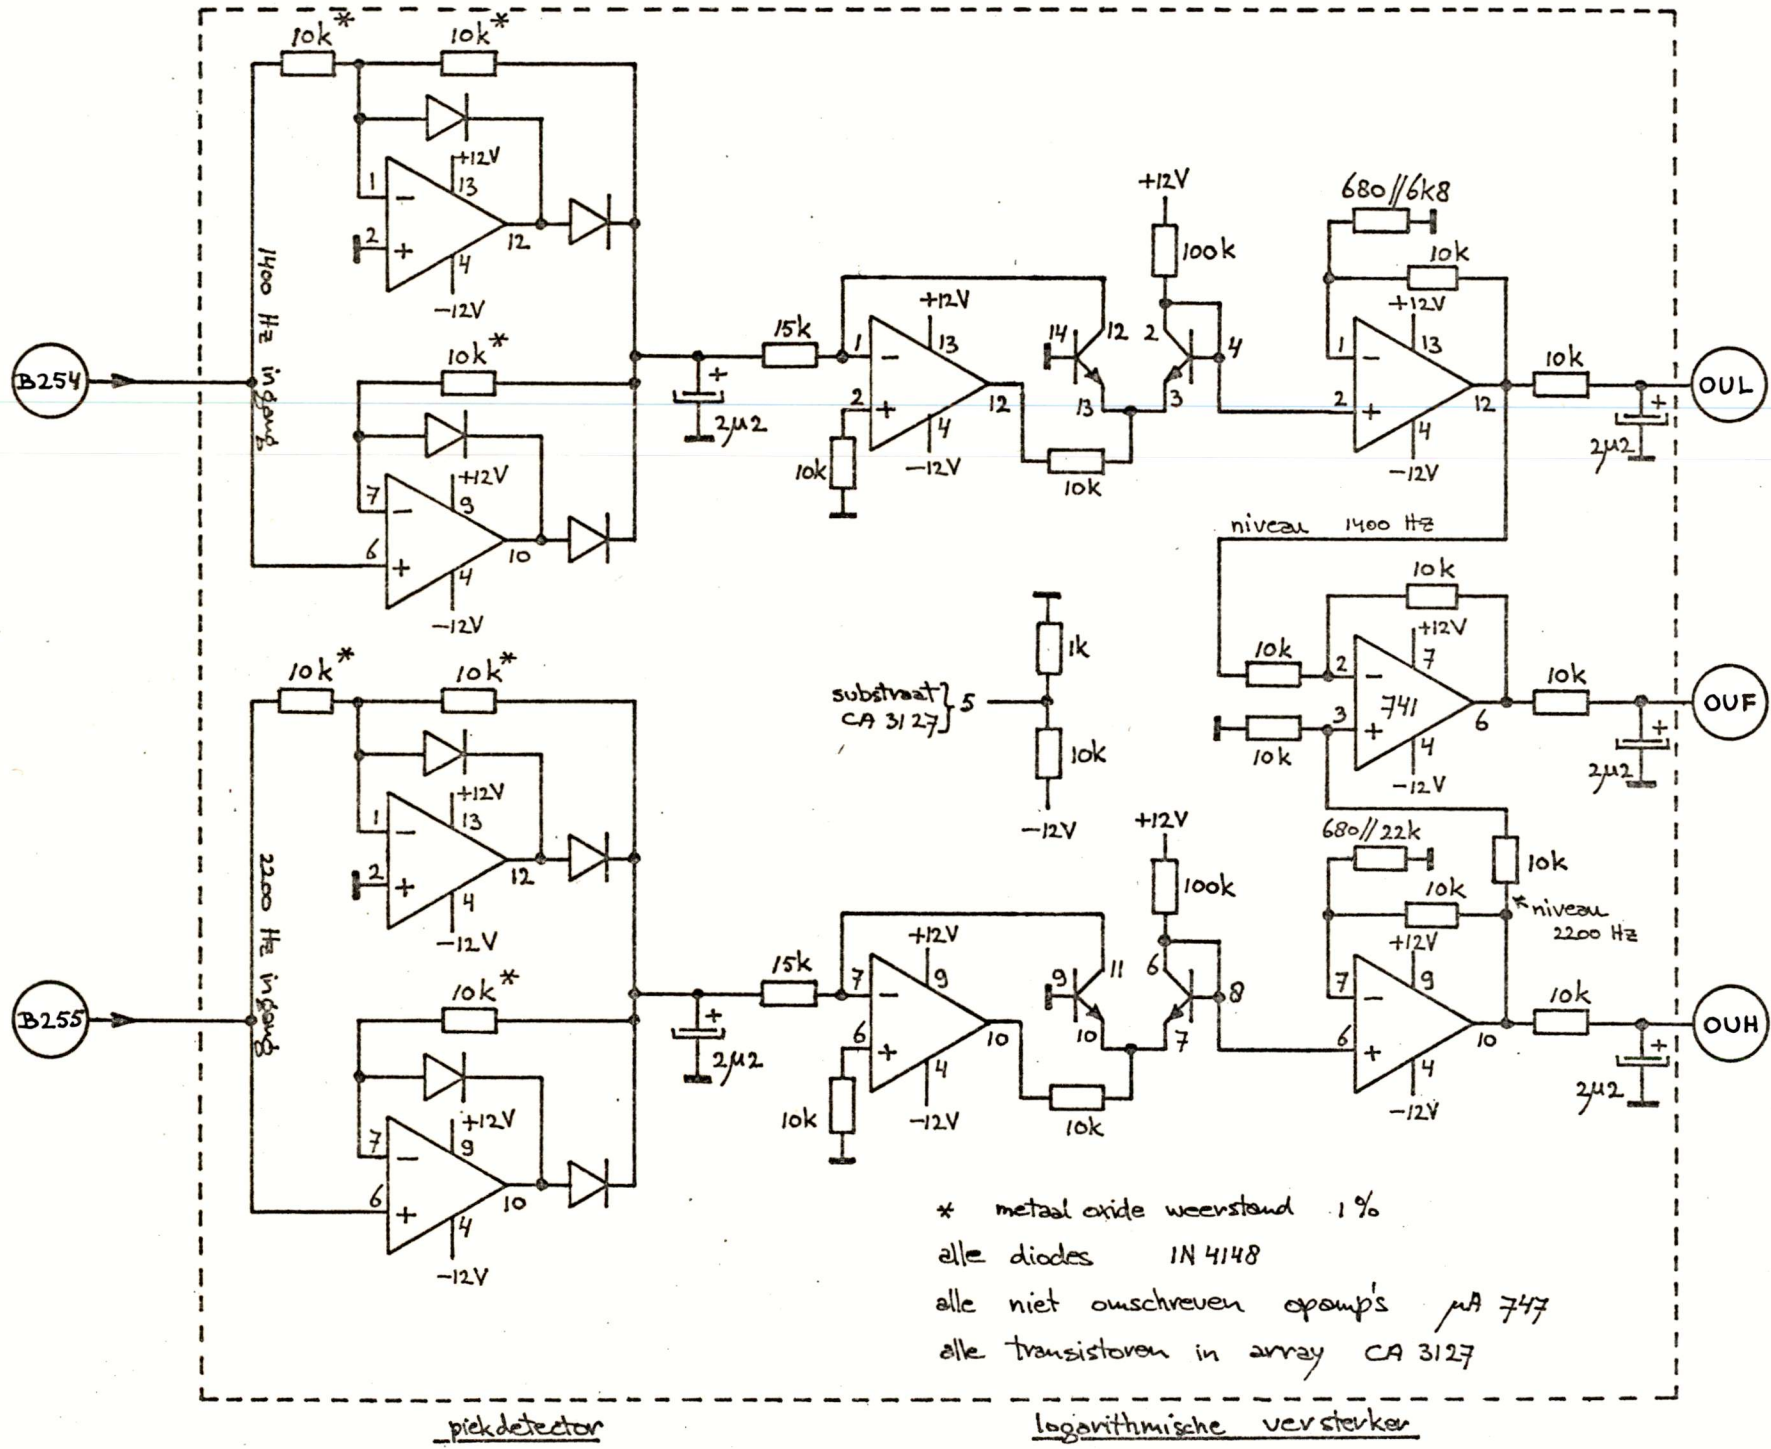 10k*
10k*
+12V
1
13
2
12
4
-12V
1400 Hz ingang
B254
10k*
+12V
7
9
6
10
4
-12V
15k
2µ2
+12V
1
13
2
12
4
-12V
10k
14
12
13
10k
+12V
100k
2
4
3
680//6k8
10k
+12V
1
13
2
12
4
-12V
10k
OUL
2µ2
niveau 1400 Hz
10k
+12V
10k
2
7
741
3
6
10k
4
-12V
10k
OUF
2µ2
substraat
CA 3127
5
1k
10k
-12V
10k*
10k*
+12V
1
13
2
12
4
-12V
2200 Hz ingang
B255
10k*
+12V
7
9
6
10
4
-12V
15k
2µ2
+12V
7
9
6
10
4
-12V
10k
9
11
10
10k
+12V
100k
6
8
7
680//22k
10k
10k
* niveau
2200 Hz
+12V
7
9
6
10
4
-12V
10k
OUH
2µ2
* metaal oxide weerstand 1%
alle diodes 1N 4148
alle niet omschreven opamp's µA 747
alle transistoren in array CA 3127
piekdetector
logarithmische versterker